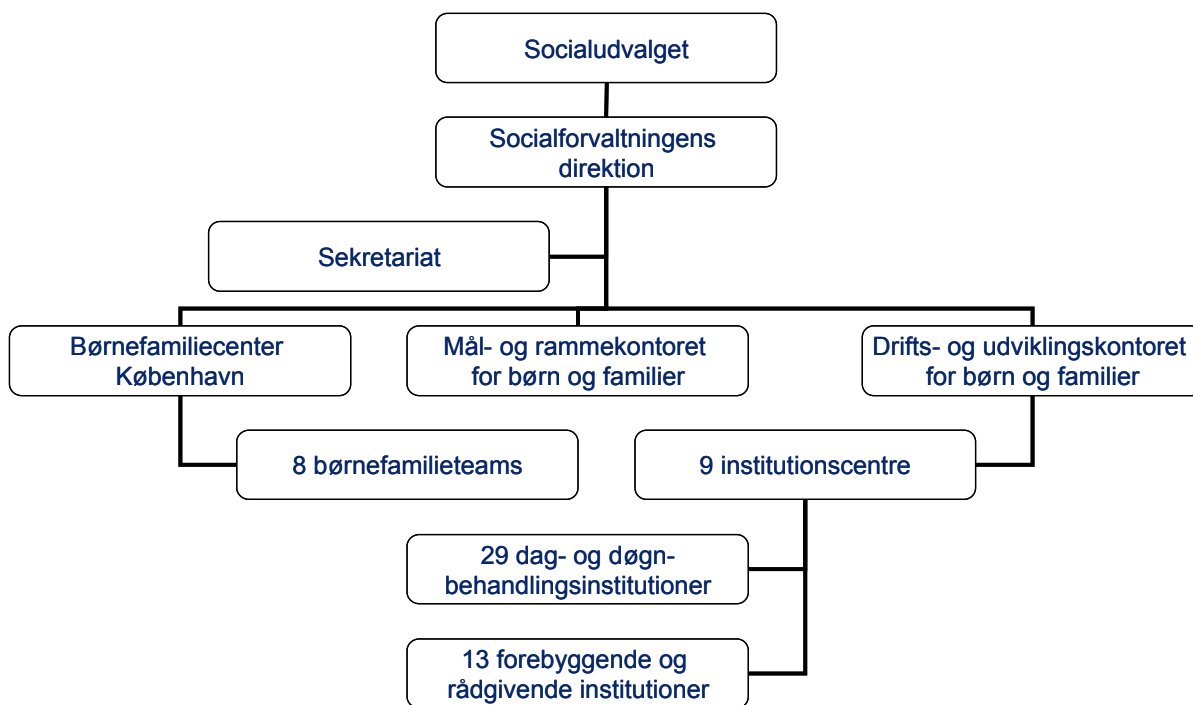 Socialudvalget
Socialforvaltningens
direktion
Sekretariat
Børnefamiliecenter
København
Mål- og rammekontoret
for børn og familier
Drifts- og udviklingskontoret
for børn og familier
8 børnefamilieteams
9 institutionscentre
29 dag- og døgn-
behandlingsinstitutioner
13 forebyggende og
rådgivende institutioner